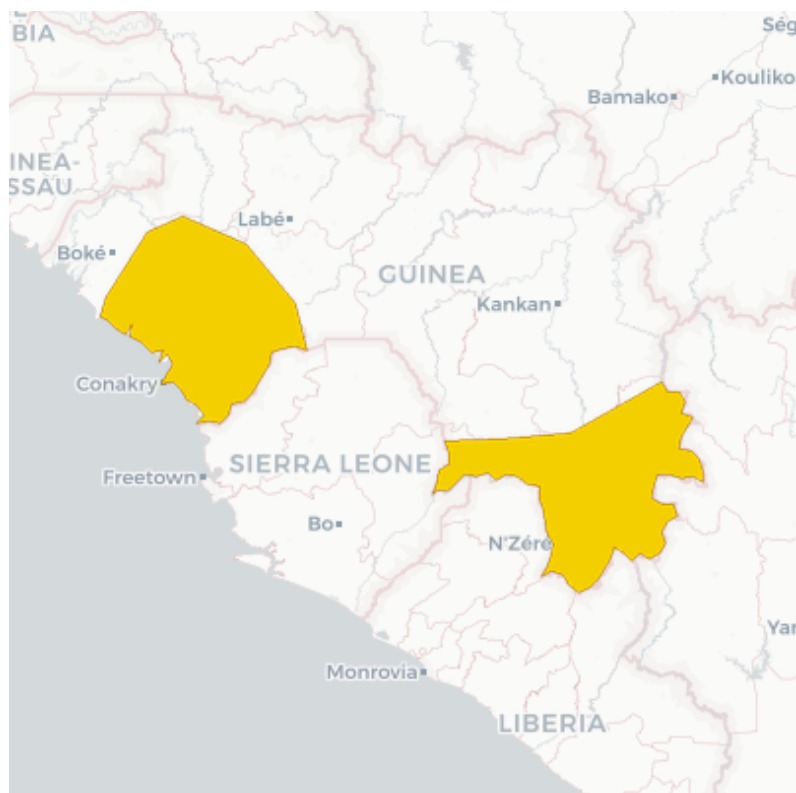 BIA
Ség
Bamako
Kouliko
INEA-
SSAU
Labé
Boké
GUINEA
Kankan
Conakry
SIERRA LEONE
Freetown
Bo
N'Zéré
Yar
Monrovia
LIBERIA